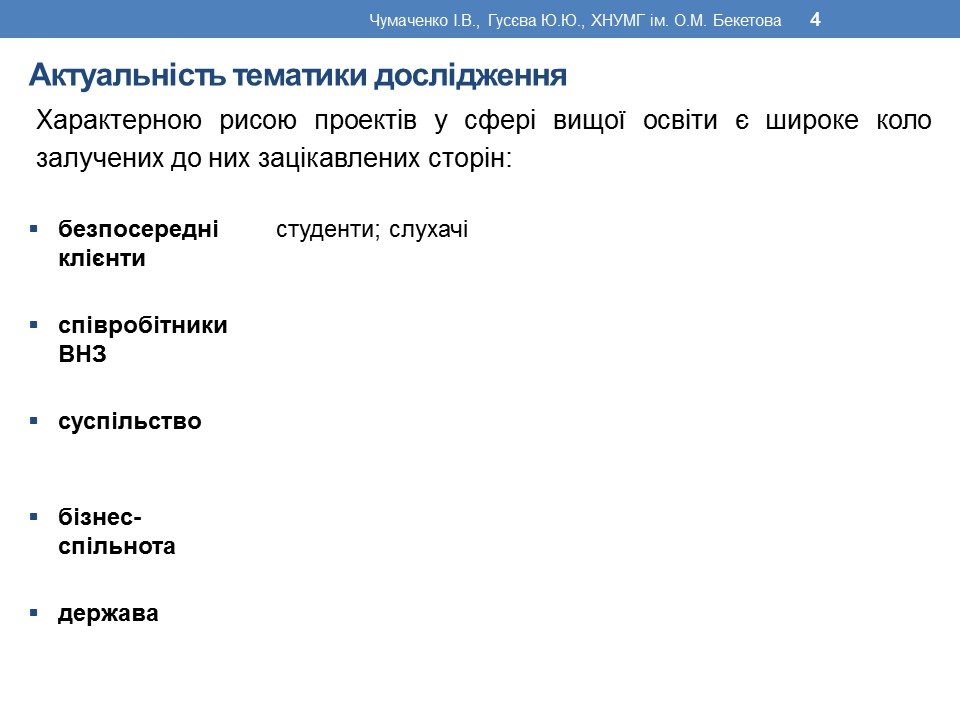 Чумаченко І.В., Гусєва Ю.Ю., ХНУМГ ім. О.М. Бекетова 4
Актуальність тематики дослідження
Характерною рисою проектів у сфері вищої освіти є широке коло
залучених до них зацікавлених сторін:
▪ безпосередні студенти; слухачі
клієнти
▪ співробітники
ВНЗ
▪ суспільство
▪ бізнес-
спільнота
▪ держава